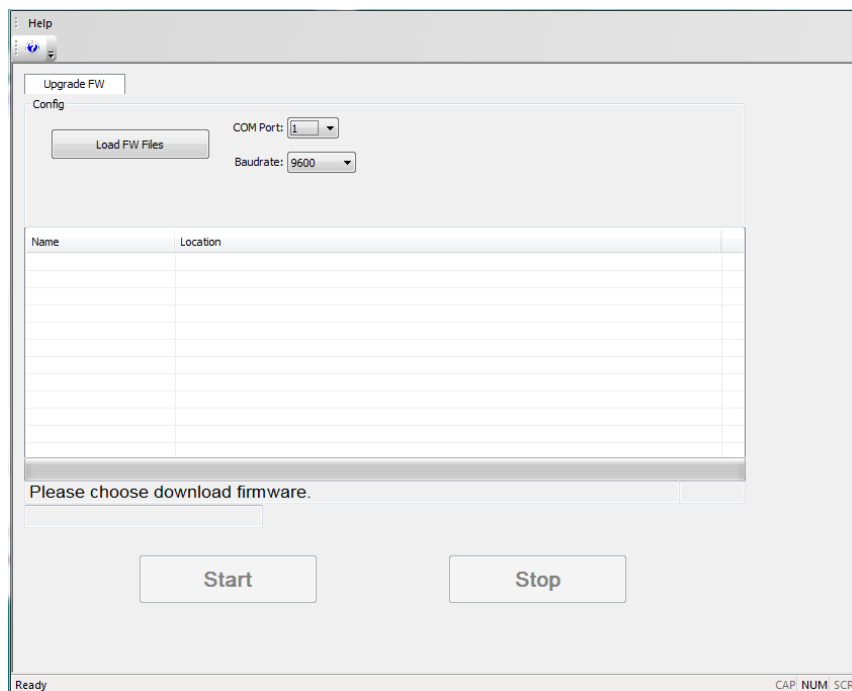 Help
Upgrade FW
Config
Load FW Files
COM Port: 1
Baudrate: 9600
Name Location
Please choose download firmware.
Start Stop
Ready CAP NUM SCR